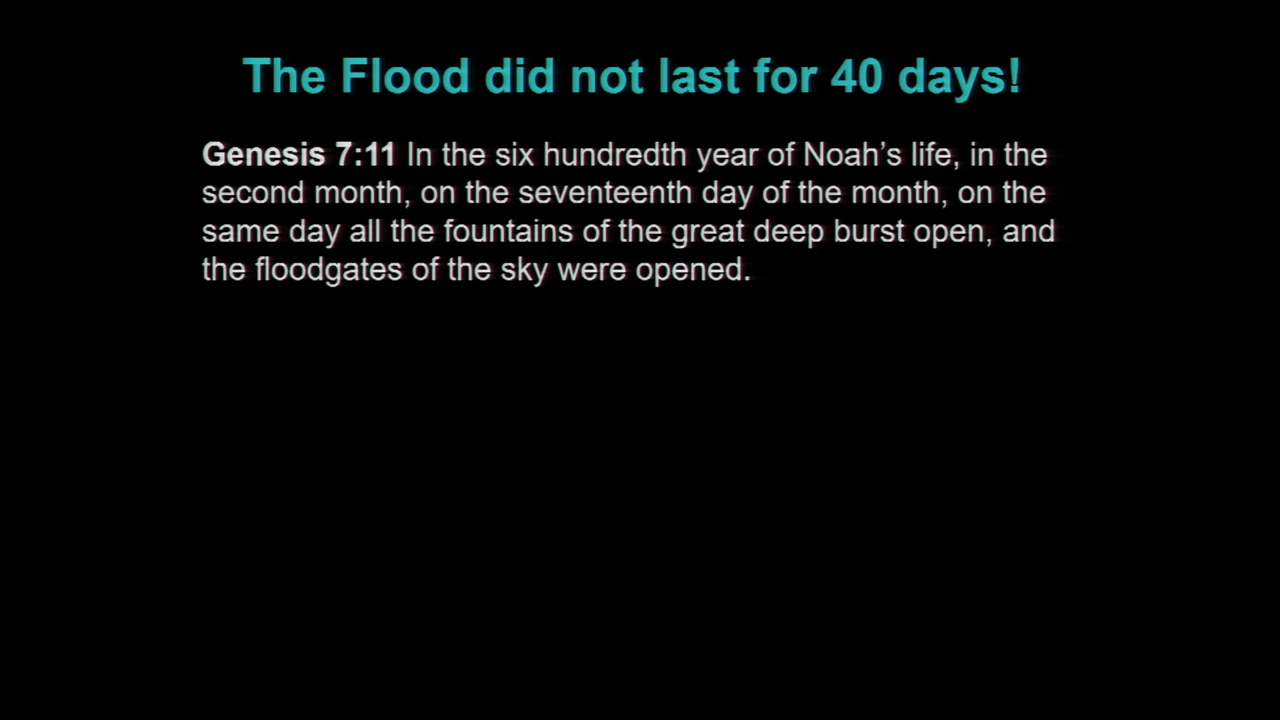 The Flood did not last for 40 days!
Genesis 7:11 In the six hundredth year of Noah’s life, in the
second month, on the seventeenth day of the month, on the
same day all the fountains of the great deep burst open, and
the floodgates of the sky were opened.